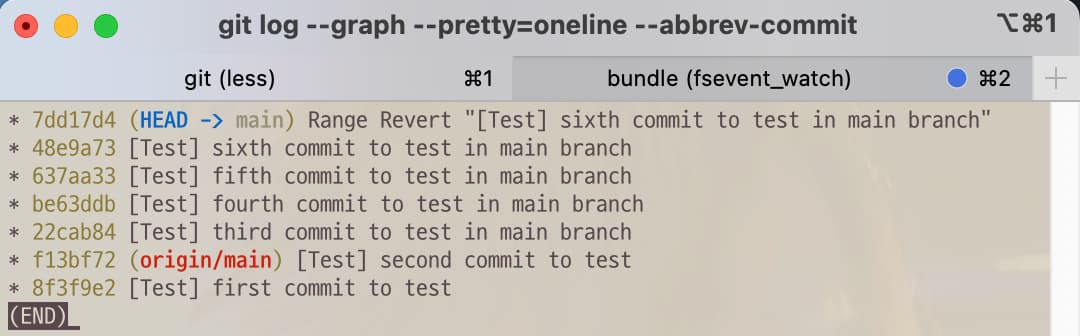 git log --graph --pretty=oneline --abbrev-commit ⌥⌘1
git (less) ⌘1 bundle (fsevent_watch) ⌘2 +
* 7dd17d4 (HEAD -> main) Range Revert "[Test] sixth commit to test in main branch"
* 48e9a73 [Test] sixth commit to test in main branch
* 637aa33 [Test] fifth commit to test in main branch
* be63ddb [Test] fourth commit to test in main branch
* 22cab84 [Test] third commit to test in main branch
* f13bf72 (origin/main) [Test] second commit to test
* 8f3f9e2 [Test] first commit to test
(END)